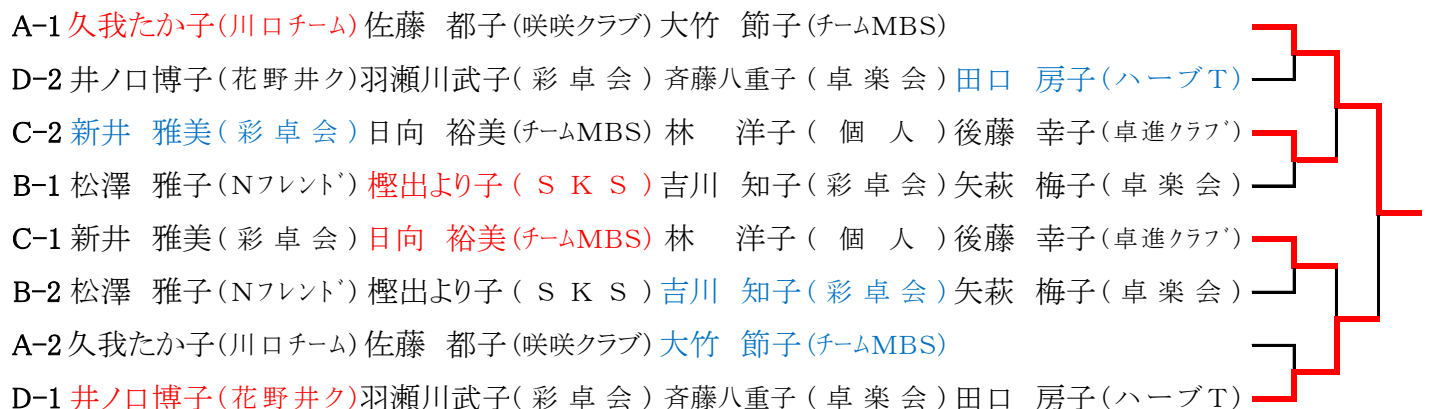 A-1 久我たか子(川口チーム) 佐藤 都子(咲咲クラブ) 大竹 節子(チームMBS)
D-2 井ノ口博子(花野井ク) 羽瀬川武子(彩卓会) 斉藤八重子(卓楽会) 田口 房子(ハーブT)
C-2 新井 雅美(彩卓会) 日向 裕美(チームMBS) 林 洋子(個人) 後藤 幸子(卓進クラブ)
B-1 松澤 雅子(Nフレンド) 樫出より子(SKS) 吉川 知子(彩卓会) 矢萩 梅子(卓楽会)
C-1 新井 雅美(彩卓会) 日向 裕美(チームMBS) 林 洋子(個人) 後藤 幸子(卓進クラブ)
B-2 松澤 雅子(Nフレンド) 樫出より子(SKS) 吉川 知子(彩卓会) 矢萩 梅子(卓楽会)
A-2 久我たか子(川口チーム) 佐藤 都子(咲咲クラブ) 大竹 節子(チームMBS)
D-1 井ノ口博子(花野井ク) 羽瀬川武子(彩卓会) 斉藤八重子(卓楽会) 田口 房子(ハーブT)